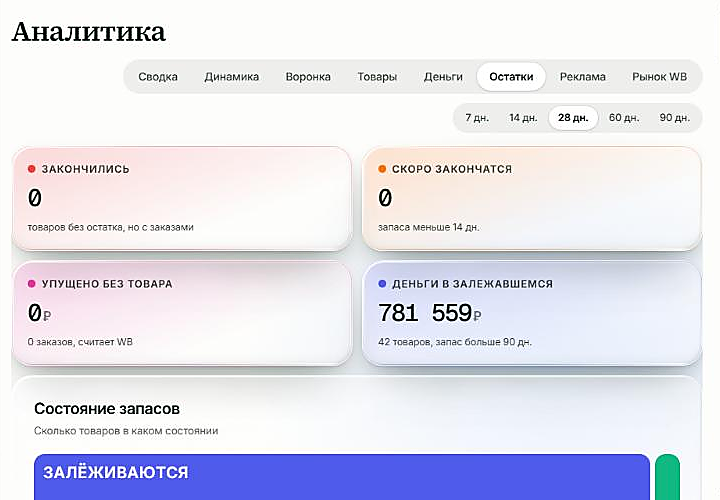 Аналитика
Сводка Динамика Воронка Товары Деньги Остатки Реклама Рынок WB
7 дн. 14 дн. 28 дн. 60 дн. 90 дн.
ЗАКОНЧИЛИСЬ
0
товаров без остатка, но с заказами
СКОРО ЗАКОНЧАТСЯ
0
запаса меньше 14 дн.
УПУЩЕНО БЕЗ ТОВАРА
0₽
0 заказов, считает WB
ДЕНЬГИ В ЗАЛЕЖАВШЕМСЯ
781 559₽
42 товаров, запас больше 90 дн.
Состояние запасов
Сколько товаров в каком состоянии
ЗАЛЁЖИВАЮТСЯ